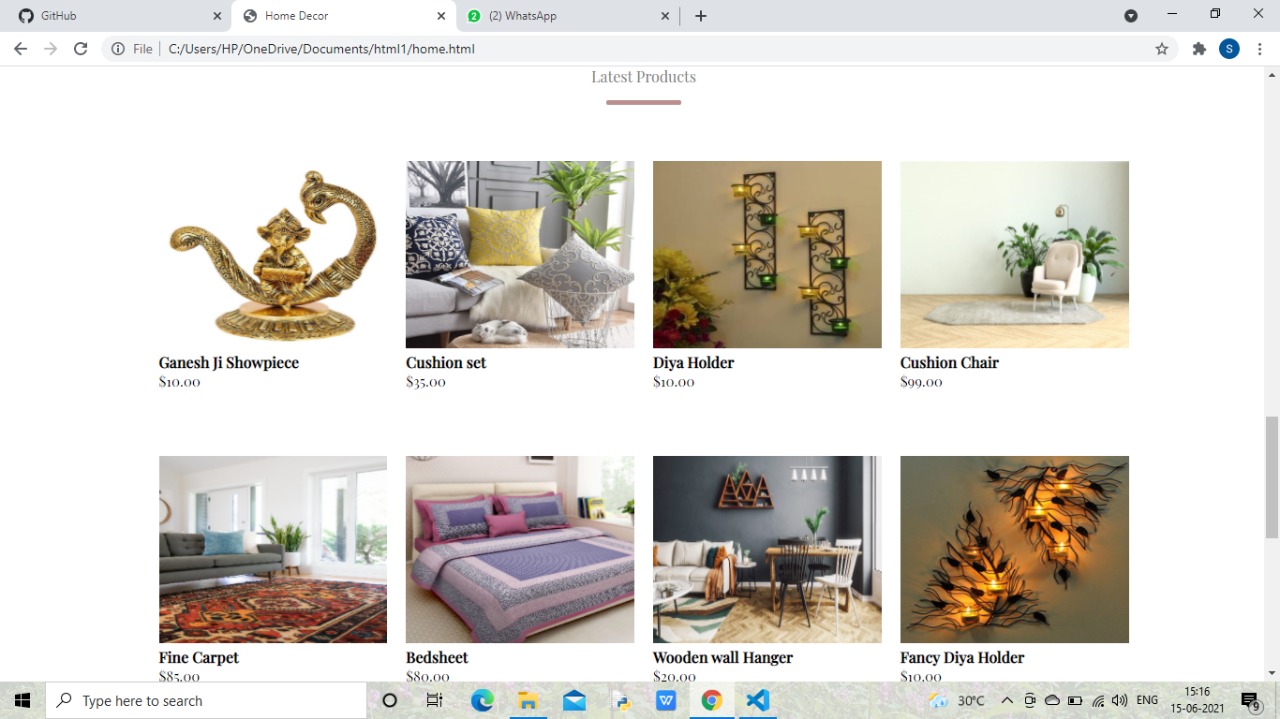 GitHub
Home Decor
2
(2) WhatsApp
File
C:/Users/HP/OneDrive/Documents/html1/home.html
S
Latest Products
Ganesh Ji Showpiece
$10.00
Cushion set
$35.00
Diya Holder
$10.00
Cushion Chair
$99.00
Fine Carpet
$85.00
Bedsheet
$80.00
Wooden wall Hanger
$20.00
Fancy Diya Holder
$10.00
Type here to search
W
30°C
ENG
15:16
15-06-2021
9